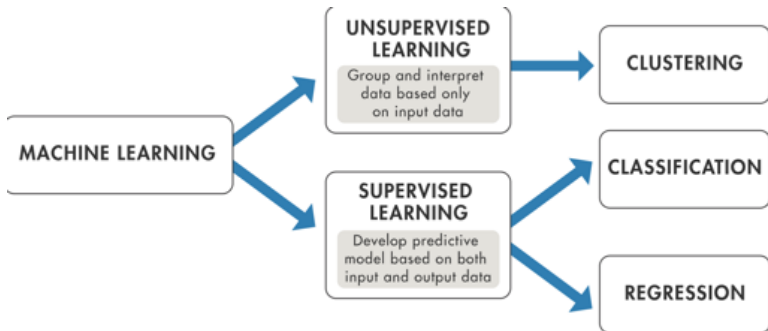 MACHINE LEARNING
UNSUPERVISED
LEARNING
Group and interpret
data based only
on input data
SUPERVISED
LEARNING
Develop predictive
model based on both
input and output data
CLUSTERING
CLASSIFICATION
REGRESSION